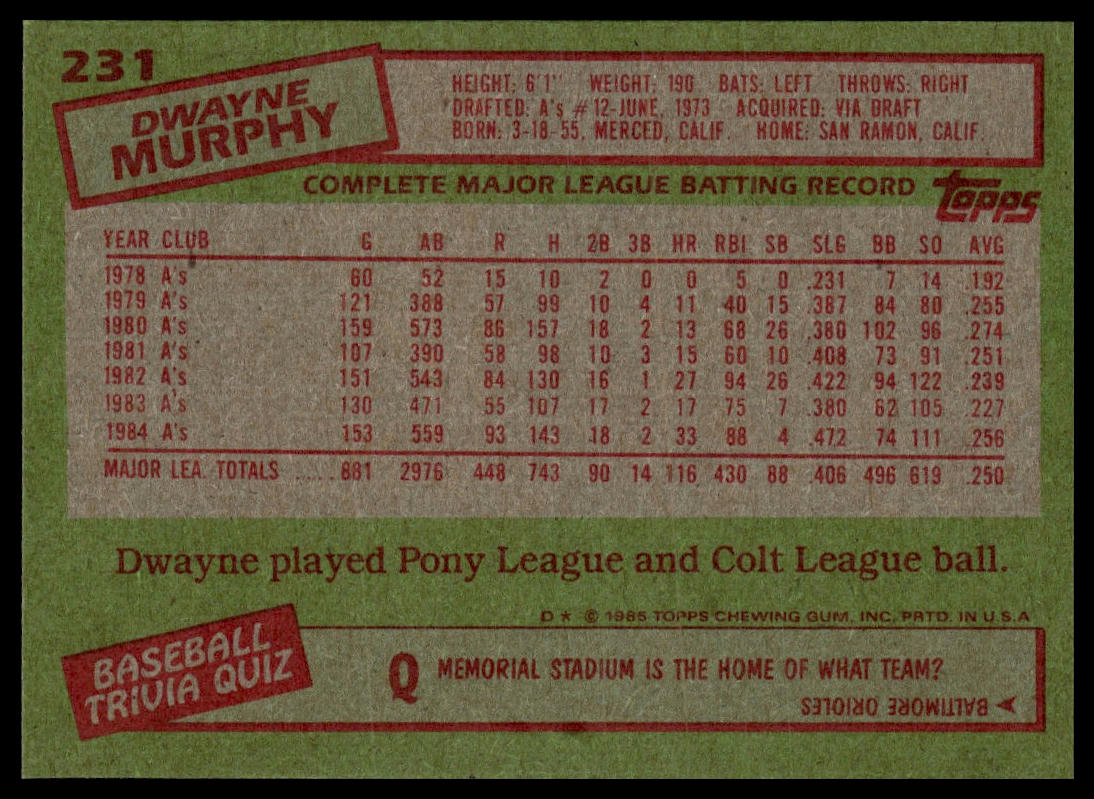 231
DWAYNE
MURPHY
HEIGHT: 6'1" WEIGHT: 190 BATS: LEFT THROWS: RIGHT
DRAFTED: A's #12-JUNE, 1973 ACQUIRED: VIA DRAFT
BORN: 3-18-55, MERCED, CALIF. HOME: SAN RAMON, CALIF.
COMPLETE MAJOR LEAGUE BATTING RECORD topps
YEAR CLUB G AB R H 2B 3B HR RBI SB SLG BB SO AVG
1978 A's 60 52 15 10 2 0 0 5 0 .231 7 14 .192
1979 A's 121 388 57 99 10 4 11 40 15 .387 84 80 .255
1980 A's 159 573 86 157 18 2 13 68 26 .380 102 96 .274
1981 A's 107 390 58 98 10 3 15 60 10 .408 73 91 .251
1982 A's 151 543 84 130 16 1 27 94 26 .422 94 122 .239
1983 A's 130 471 55 107 17 2 17 75 7 .380 62 105 .227
1984 A's 153 559 93 143 18 2 33 88 4 .472 74 111 .256
MAJOR LEA. TOTALS ..... 881 2976 448 743 90 14 116 430 88 .406 496 619 .250
Dwayne played Pony League and Colt League ball.
D * © 1985 TOPPS CHEWING GUM, INC. PRTD. IN U.S.A
BASEBALL
TRIVIA QUIZ
Q MEMORIAL STADIUM IS THE HOME OF WHAT TEAM?
BALTIMORE ORIOLES